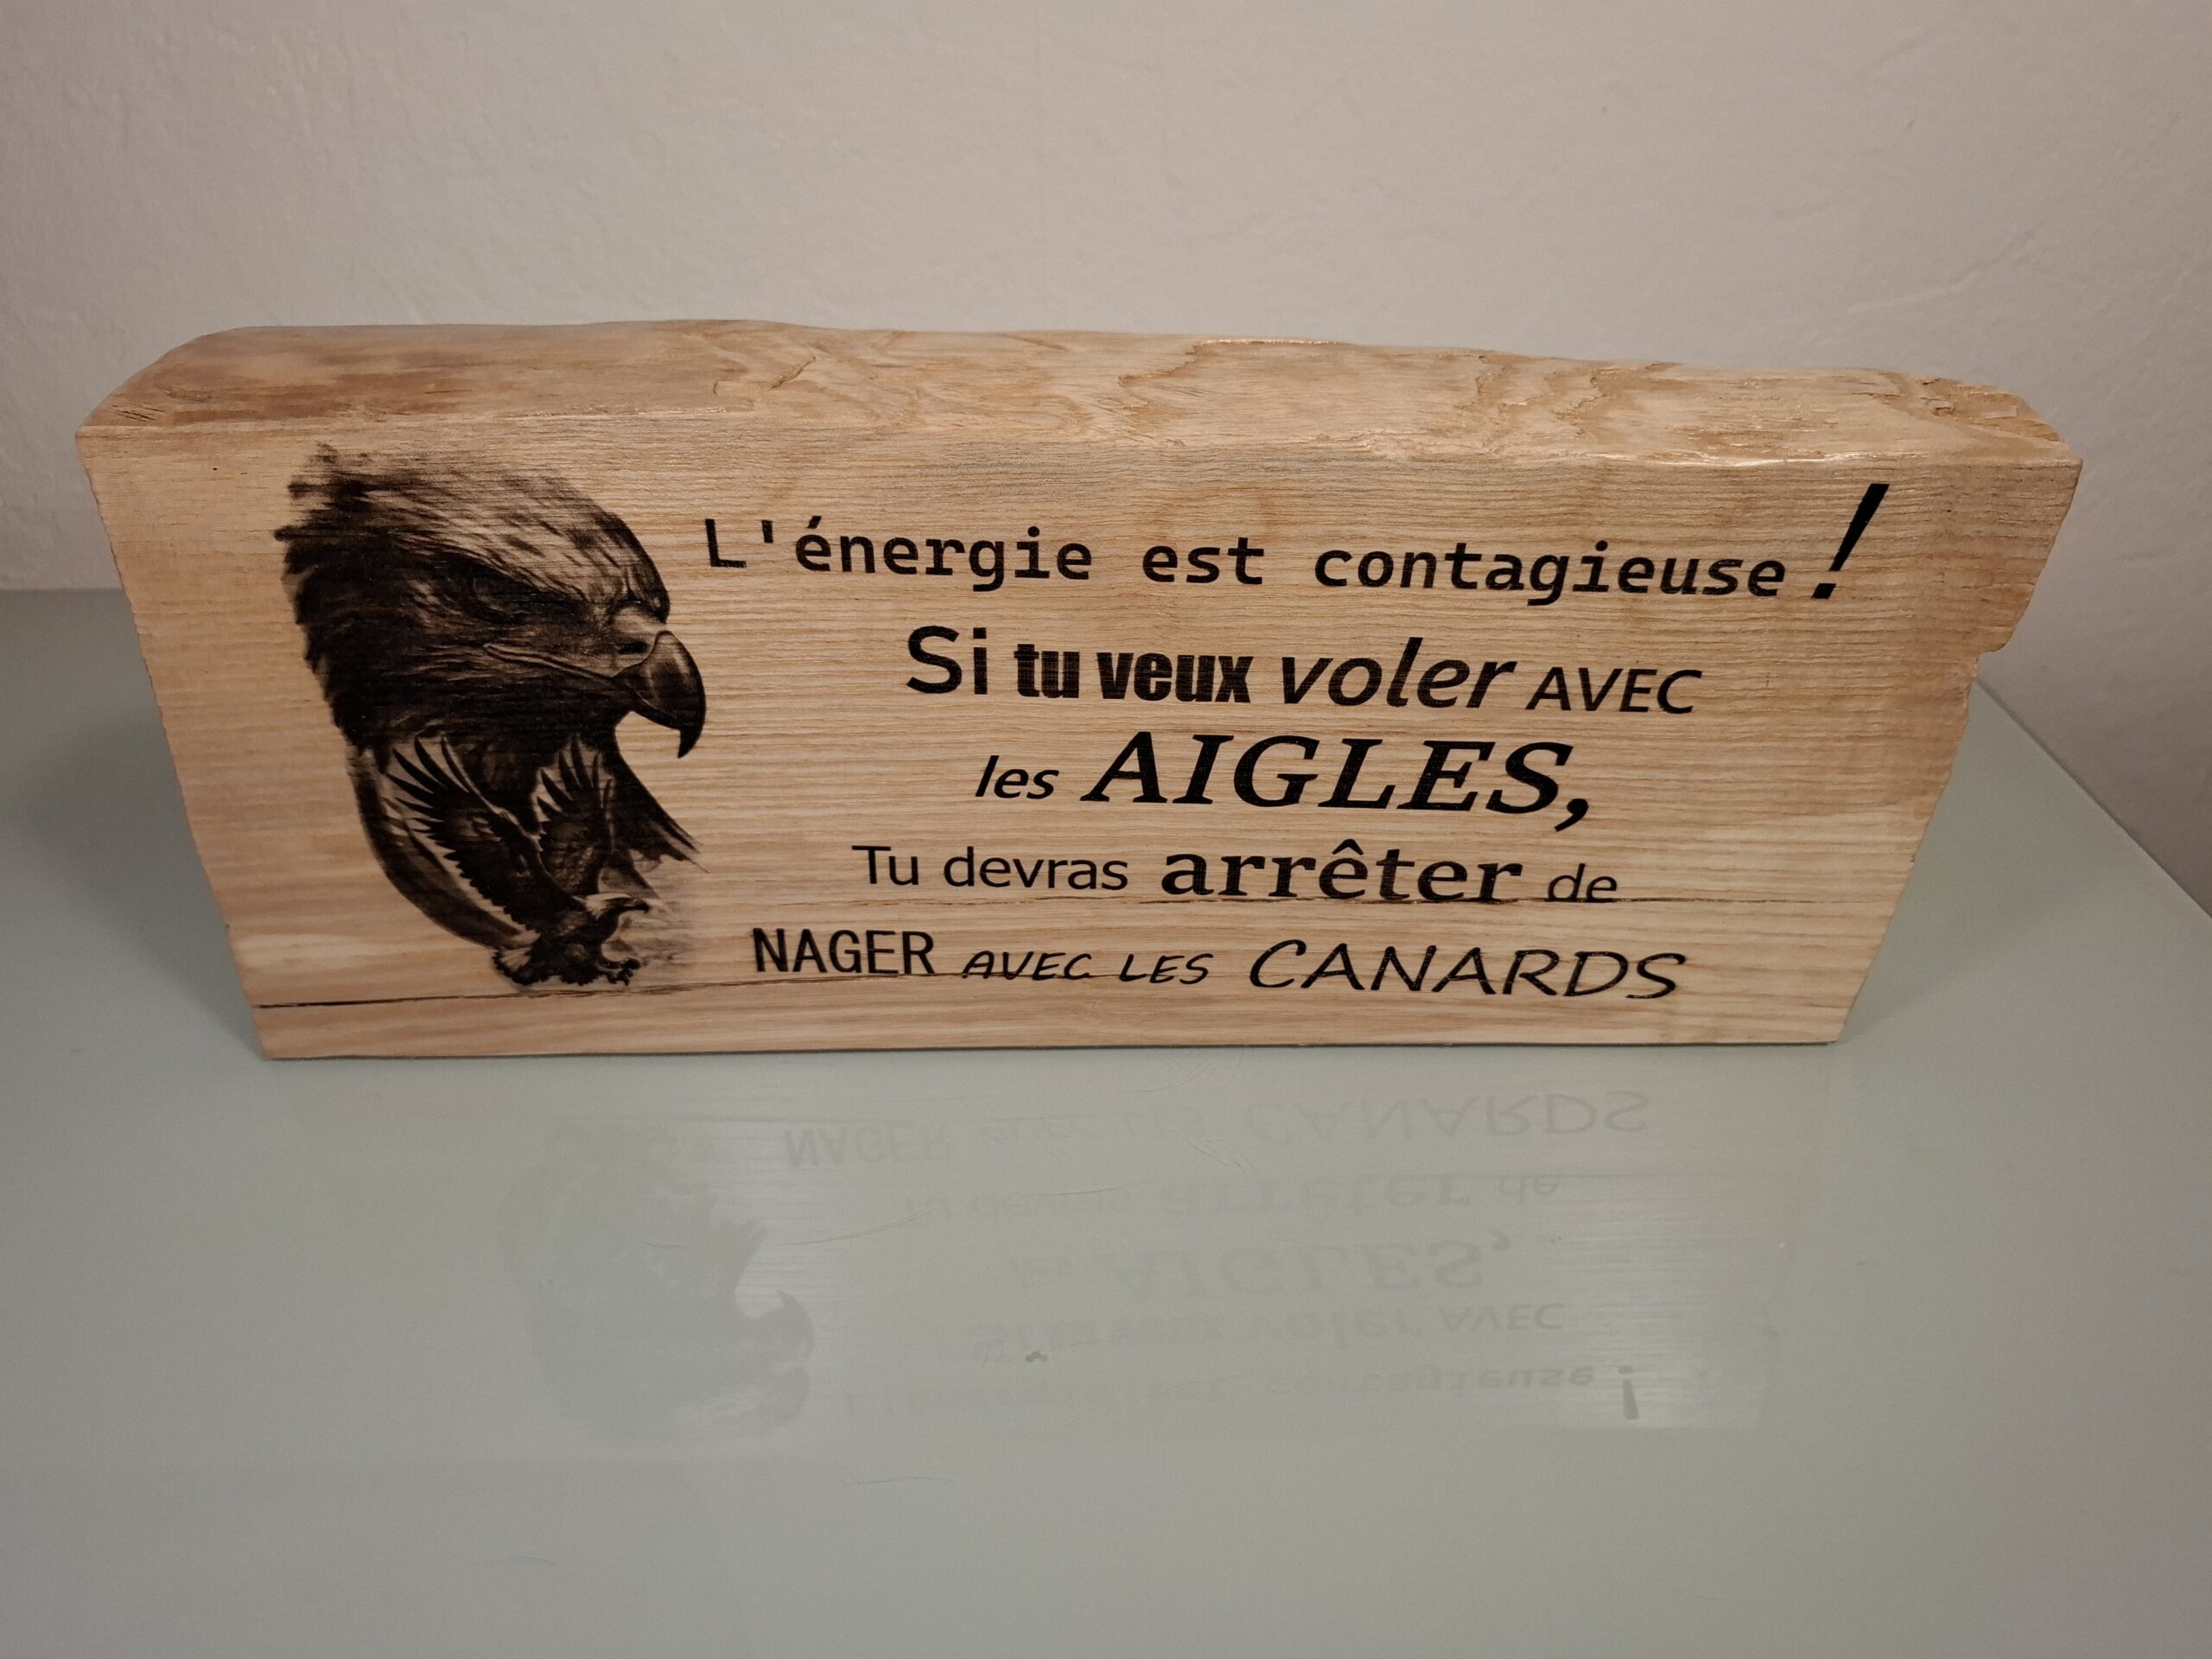 L'énergie est contagieuse !
Si tu veux voler AVEC
les AIGLES,
Tu devras arrêter de
NAGER AVEC LES CANARDS